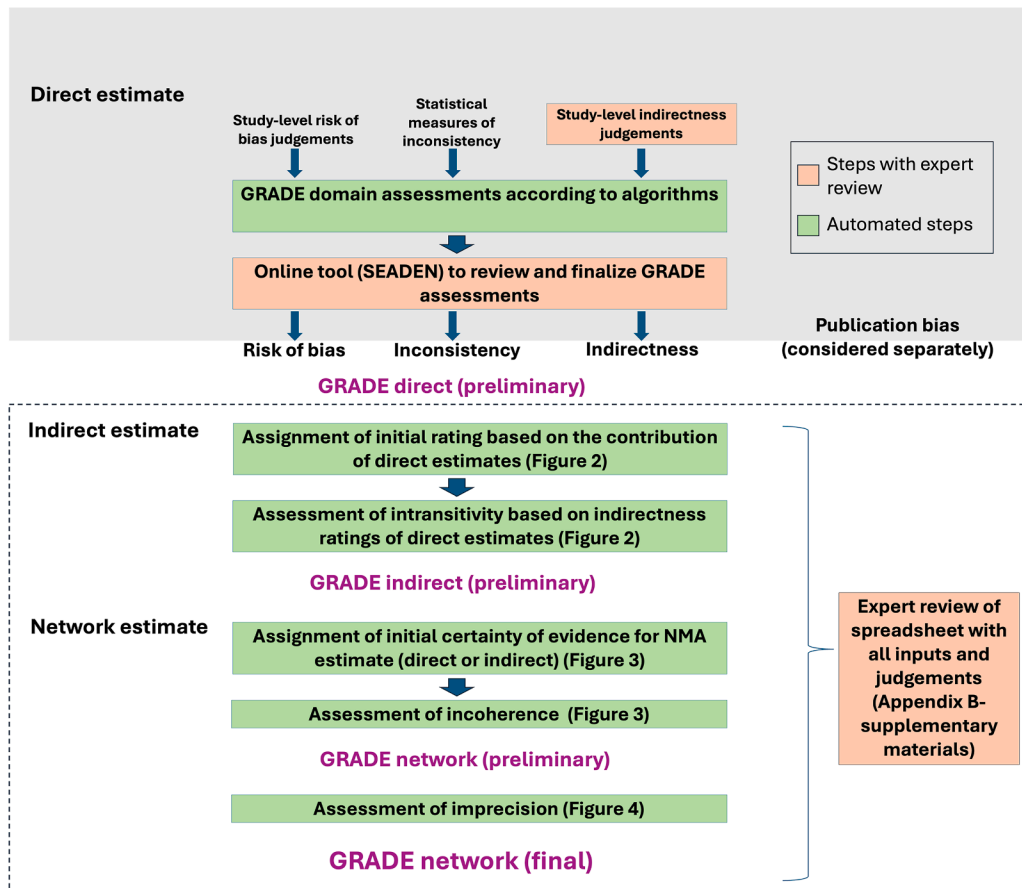 Direct estimate
Study-level risk of
bias judgements
Statistical
measures of
inconsistency
Study-level indirectness
judgements
Steps with expert
review
Automated steps
GRADE domain assessments according to algorithms
Online tool (SEADEN) to review and finalize GRADE
assessments
Risk of bias
Inconsistency
Indirectness
Publication bias
(considered separately)
GRADE direct (preliminary)
Indirect estimate
Assignment of initial rating based on the contribution
of direct estimates (Figure 2)
Assessment of intransitivity based on indirectness
ratings of direct estimates (Figure 2)
GRADE indirect (preliminary)
Network estimate
Assignment of initial certainty of evidence for NMA
estimate (direct or indirect) (Figure 3)
Assessment of incoherence (Figure 3)
GRADE network (preliminary)
Assessment of imprecision (Figure 4)
GRADE network (final)
Expert review of
spreadsheet with
all inputs and
judgements
(Appendix B-
supplementary
materials)